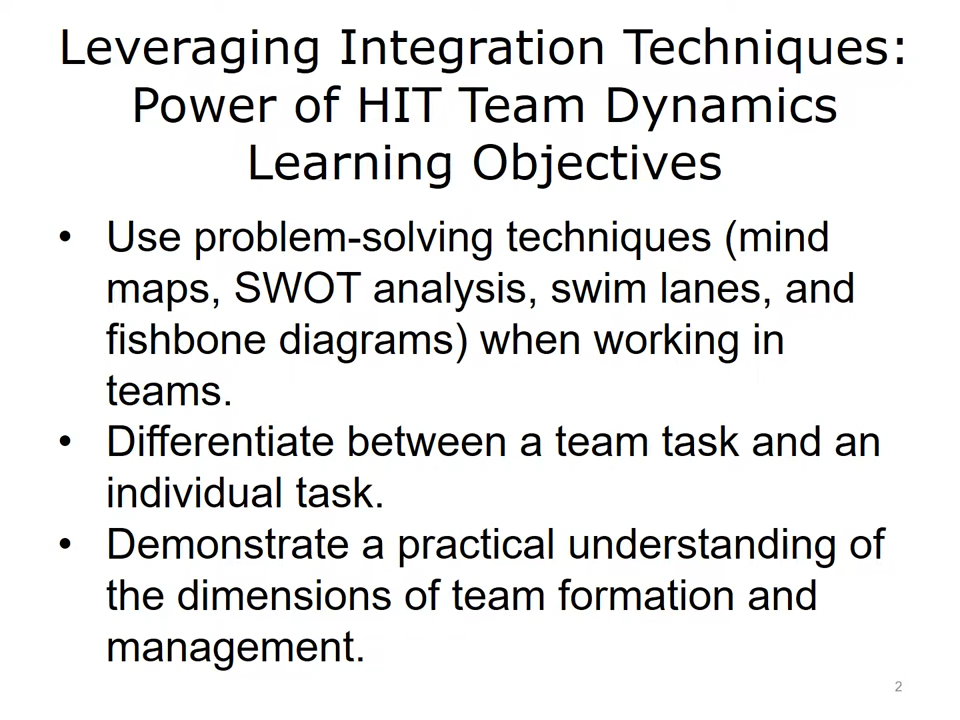 Leveraging Integration Techniques:
Power of HIT Team Dynamics
Learning Objectives
• Use problem-solving techniques (mind
maps, SWOT analysis, swim lanes, and
fishbone diagrams) when working in
teams.
• Differentiate between a team task and an
individual task.
• Demonstrate a practical understanding of
the dimensions of team formation and
management.
2